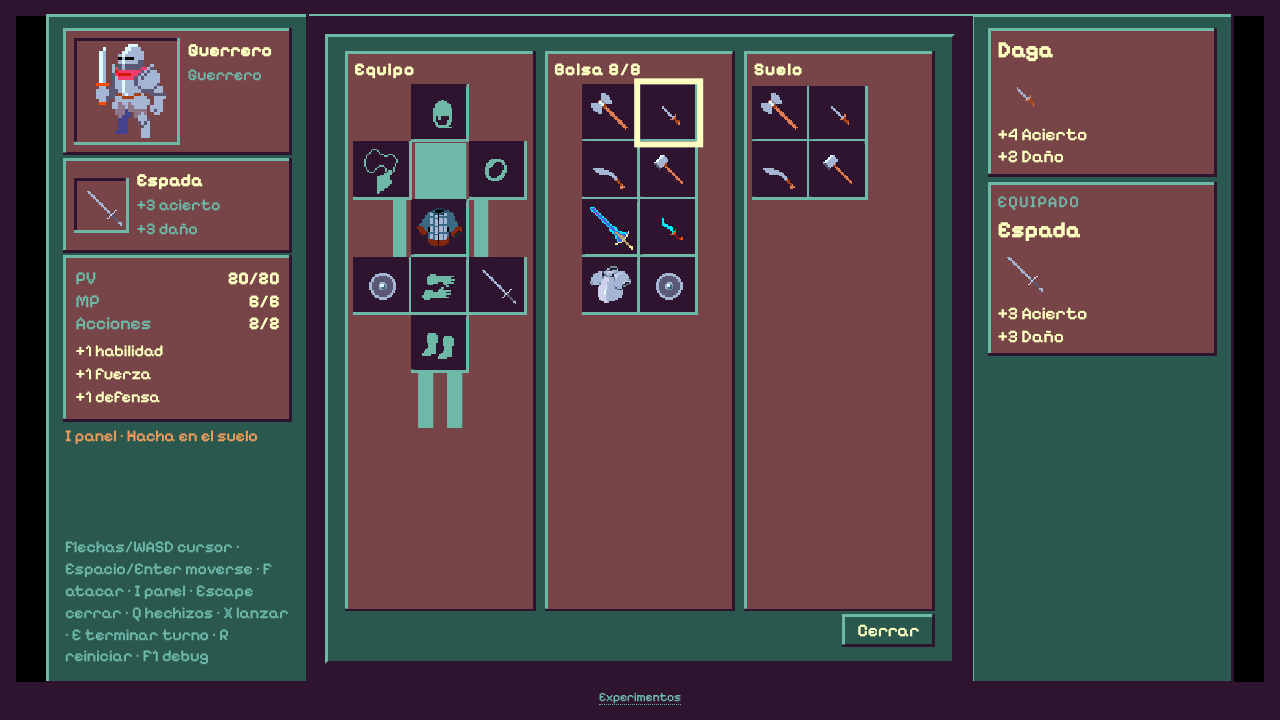 Guerrero
Guerrero
Espada
+3 acierto
+3 daño
PV 80/80
MP 6/6
Acciones 2/2
+1 habilidad
+1 fuerza
+1 defensa
I panel · Hacha en el suelo
Flechas/WASD cursor ·
Espacio/Enter moverse · F
atacar · I panel · Escape
cerrar · Q hechizos · X lanzar
· E terminar turno · R
reiniciar · F1 debug
Equipo
Bolsa 8/8
Suelo
Cerrar
Daga
+4 Acierto
+2 Daño
EQUIPADO
Espada
+3 Acierto
+3 Daño
Experimentos